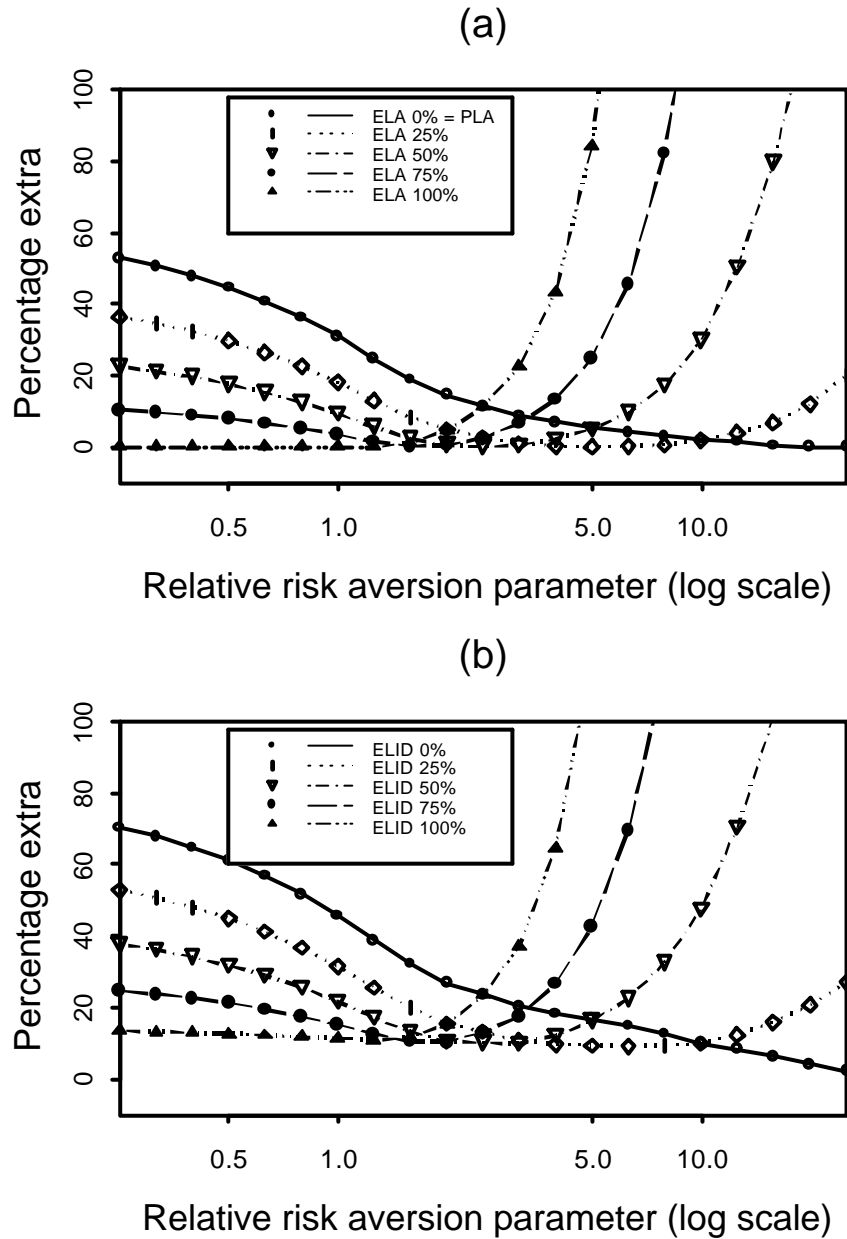 (a)
Percentage extra
100
80
60
40
20
0
ELA 0% = PLA
ELA 25%
ELA 50%
ELA 75%
ELA 100%
0.5 1.0 5.0 10.0
Relative risk aversion parameter (log scale)
(b)
Percentage extra
100
80
60
40
20
0
ELID 0%
ELID 25%
ELID 50%
ELID 75%
ELID 100%
0.5 1.0 5.0 10.0
Relative risk aversion parameter (log scale)